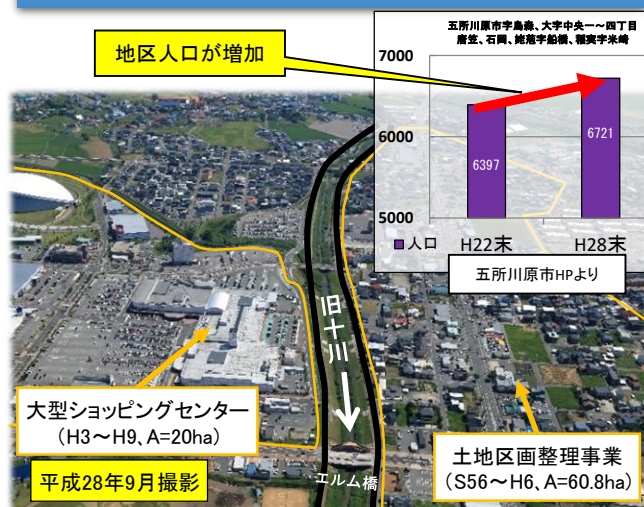 五所川原市字鳥森、大字中央一～四丁目
唐笠、石岡、姥萢字船橋、稲実字米崎
地区人口が増加
7000
6000
5000
6397
6721
■人口 H22末 H28末
五所川原市HPより
旧十川
大型ショッピングセンター
（H3～H9、A=20ha）
土地区画整理事業
（S56～H6、A=60.8ha）
平成28年9月撮影
エルム橋